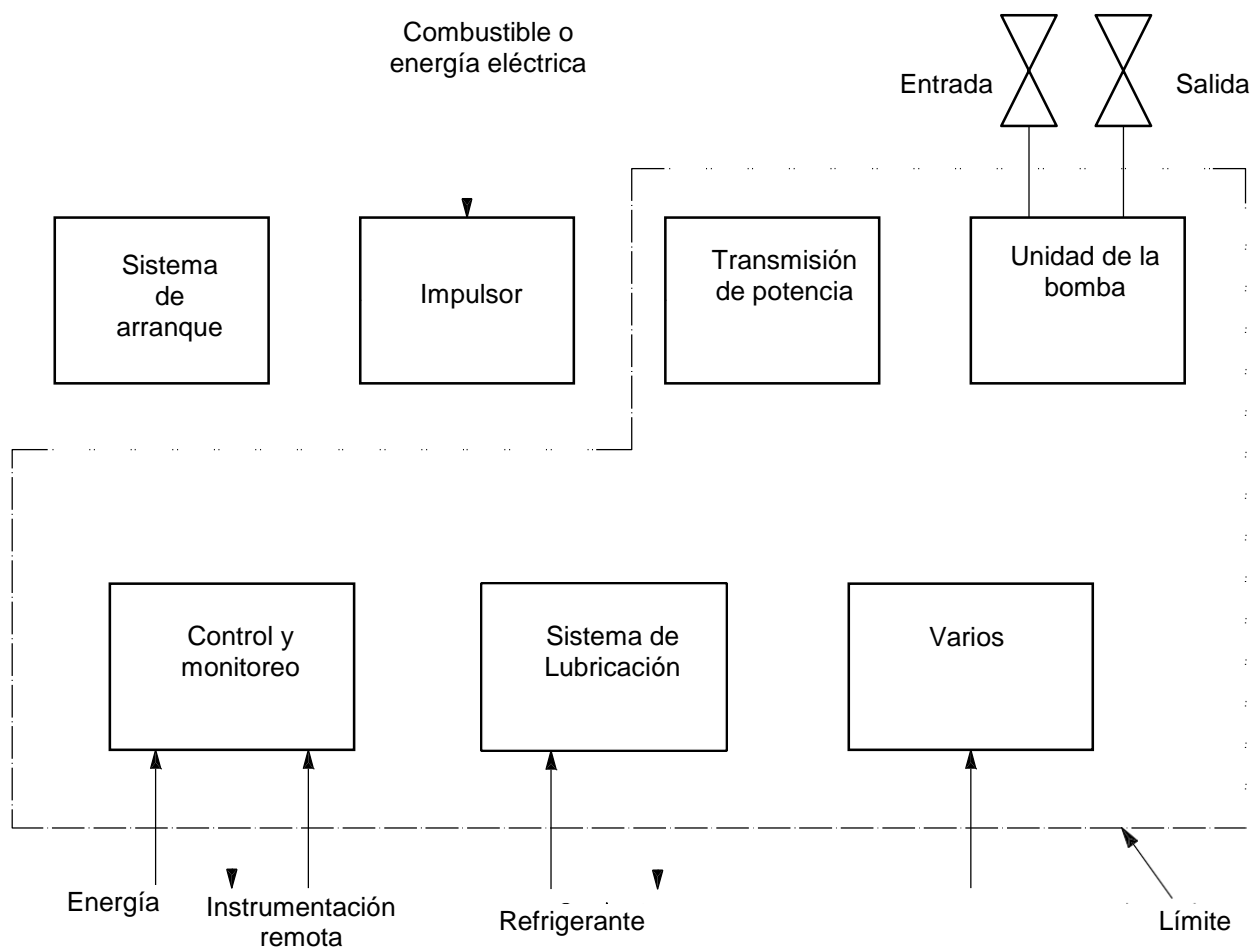 Combustible o
energía eléctrica
Entrada
Salida
Sistema
de
arranque
Impulsor
Transmisión
de potencia
Unidad de la
bomba
Control y
monitoreo
Sistema de
Lubricación
Varios
Energía
Instrumentación
remota
Refrigerante
Límite